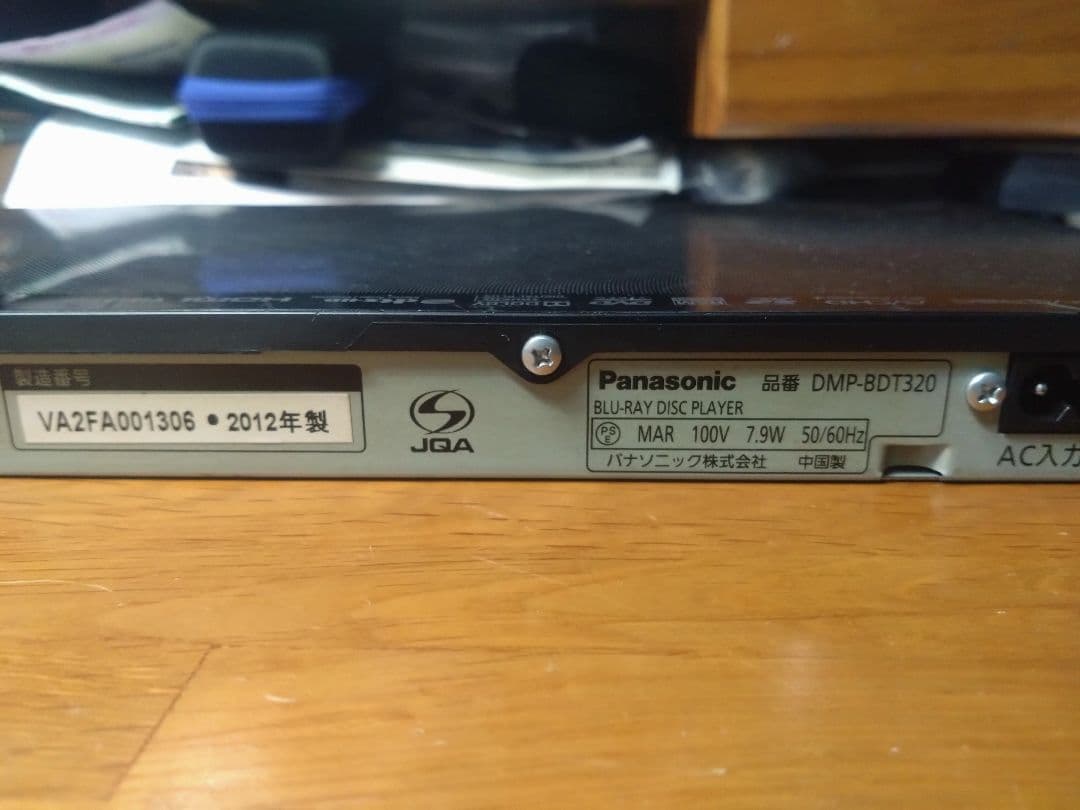 製造番号
VA2FA001306 • 2012年製
JQA
Panasonic 品番 DMP-BDT320
BLU-RAY DISC PLAYER
PS E MAR 100V 7.9W 50/60Hz
パナソニック株式会社 中国製
AC入力